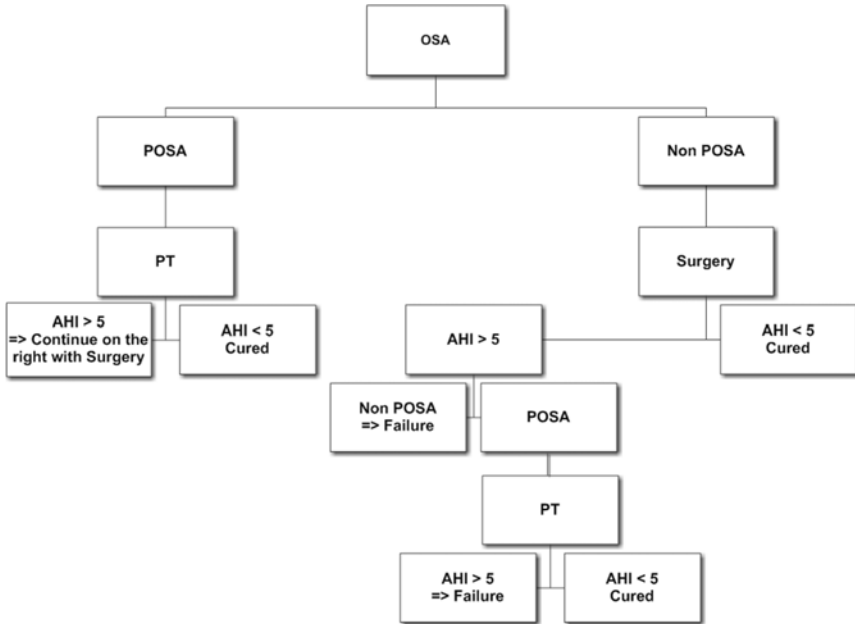 OSA
POSA
Non POSA
PT
Surgery
AHI > 5
=> Continue on the
right with Surgery
AHI < 5
Cured
AHI > 5
AHI < 5
Cured
Non POSA
=> Failure
POSA
PT
AHI > 5
=> Failure
AHI < 5
Cured